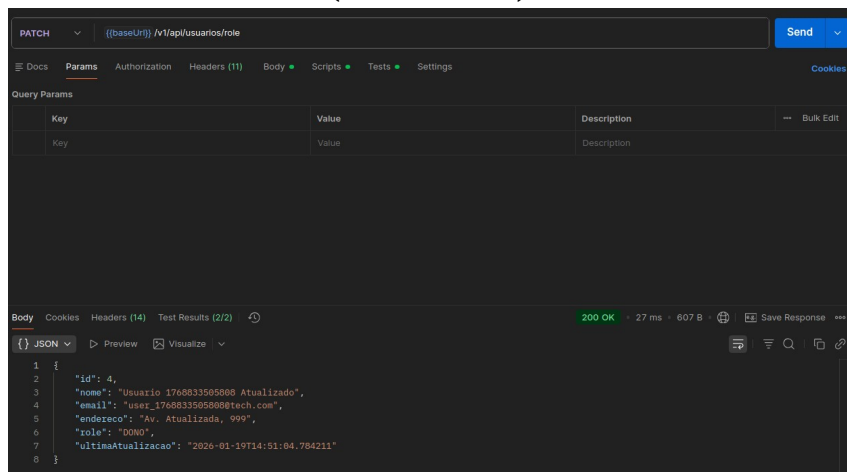 PATCH {{baseUrl}} /v1/api/usuarios/role Send
Docs Params Authorization Headers (11) Body Scripts Tests Settings Cookies
Query Params
Key Value Description ••• Bulk Edit
Key Value Description
Body Cookies Headers (14) Test Results (2/2) 200 OK • 27 ms • 607 B • Save Response •••
{} JSON Preview Visualize
1 {
2 "id": 4,
3 "nome": "Usuario 1768833505808 Atualizado",
4 "email": "user_1768833505808@tech.com",
5 "endereco": "Av. Atualizada, 999",
6 "role": "DONO",
7 "ultimaAtualizacao": "2026-01-19T14:51:04.784211"
8 }